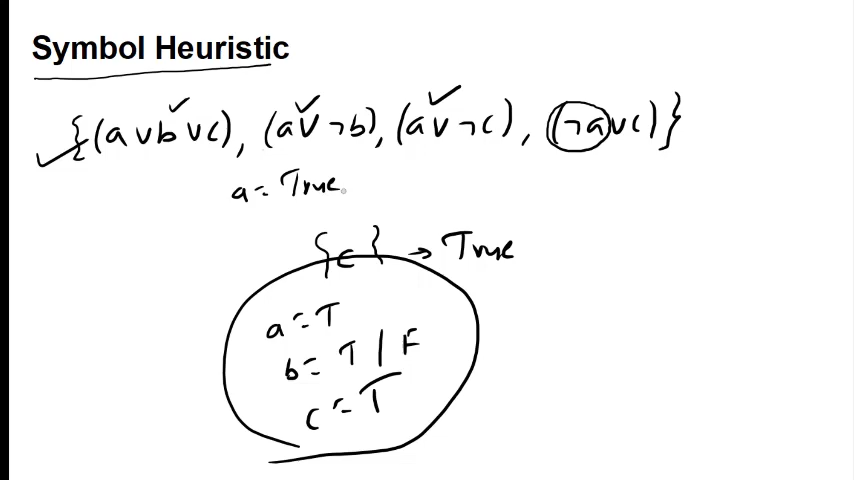 Symbol Heuristic
{(a ∨ b ∨ c), (a ∨ ¬b), (a ∨ ¬c), (¬a ∨ c)}
a = True
{c} → True
a = T
b = T | F
c = T